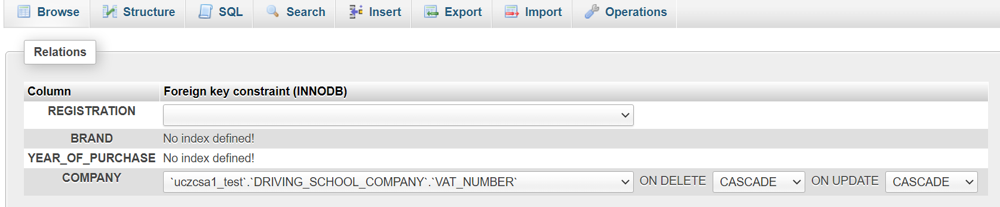 Browse Structure SQL Search Insert Export Import Operations
Relations
Column Foreign key constraint (INNODB)
REGISTRATION
BRAND No index defined!
YEAR_OF_PURCHASE No index defined!
COMPANY `uczcsa1_test`.`DRIVING_SCHOOL_COMPANY`.`VAT_NUMBER` ON DELETE CASCADE ON UPDATE CASCADE